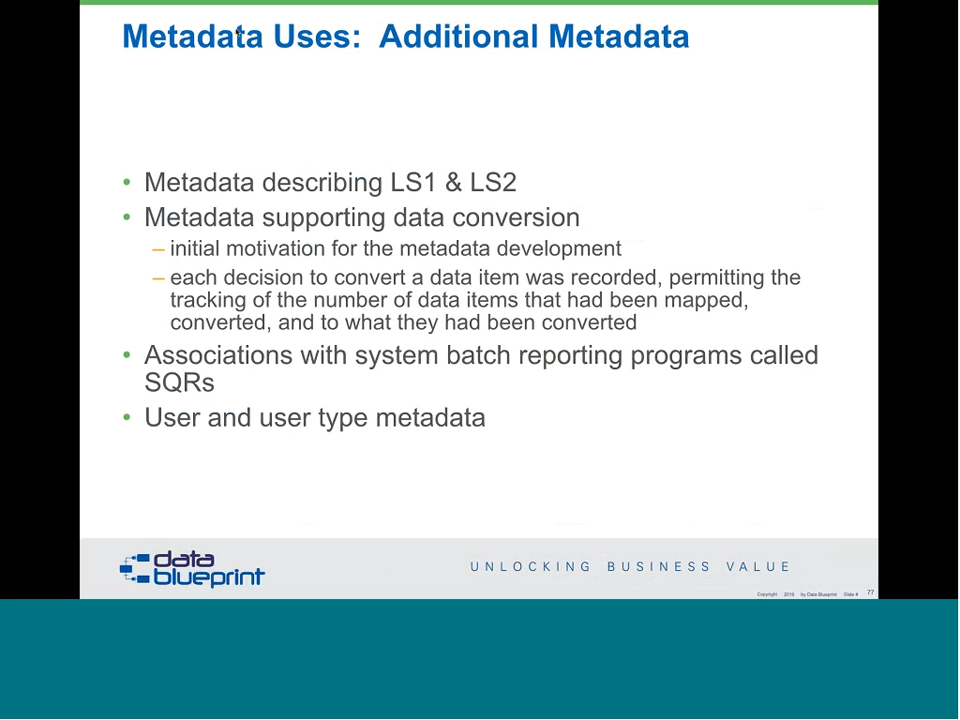 Metadata Uses: Additional Metadata
• Metadata describing LS1 & LS2
• Metadata supporting data conversion
– initial motivation for the metadata development
– each decision to convert a data item was recorded, permitting the
tracking of the number of data items that had been mapped,
converted, and to what they had been converted
• Associations with system batch reporting programs called
SQRs
• User and user type metadata
data
blueprint
UNLOCKING BUSINESS VALUE
Copyright 2016 by Data Blueprint Slide # 77